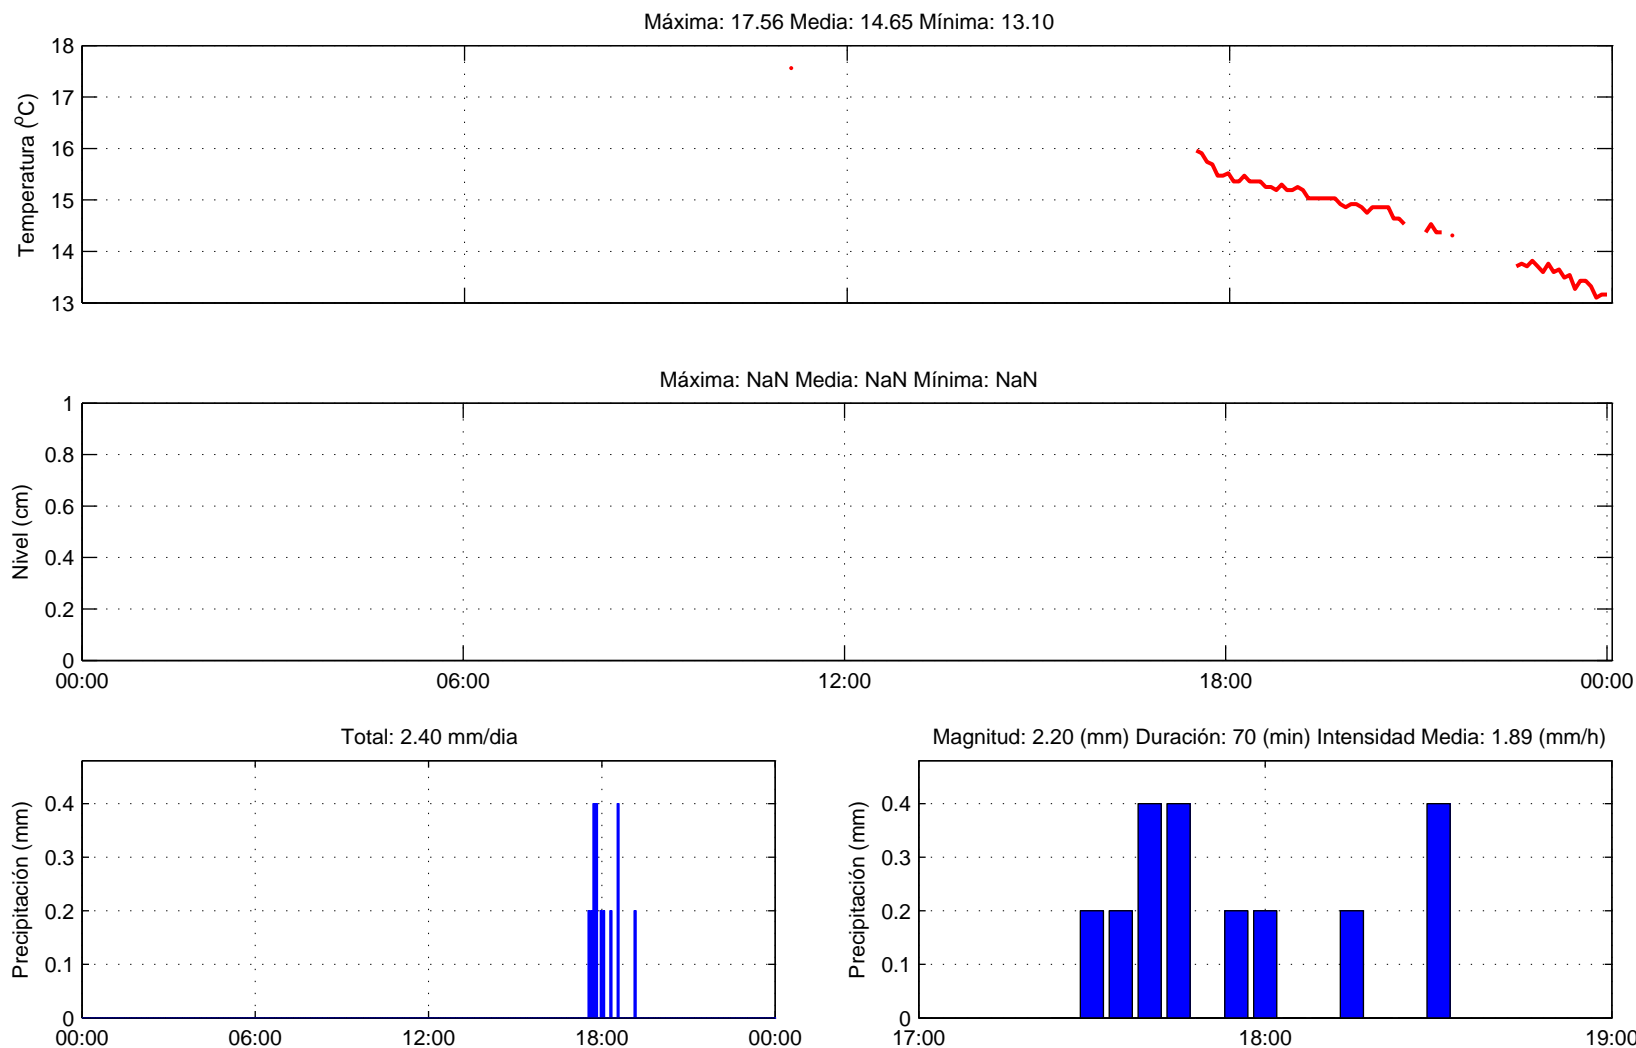 Máxima: 17.56 Media: 14.65 Mínima: 13.10
Temperatura (ºC)
18
17
16
15
14
13
Máxima: NaN Media: NaN Mínima: NaN
Nivel (cm)
1
0.8
0.6
0.4
0.2
0
00:00 06:00 12:00 18:00 00:00
Total: 2.40 mm/dia
Precipitación (mm)
0.4
0.3
0.2
0.1
0
00:00 06:00 12:00 18:00 00:00
Magnitud: 2.20 (mm) Duración: 70 (min) Intensidad Media: 1.89 (mm/h)
Precipitación (mm)
0.4
0.3
0.2
0.1
0
17:00 18:00 19:00